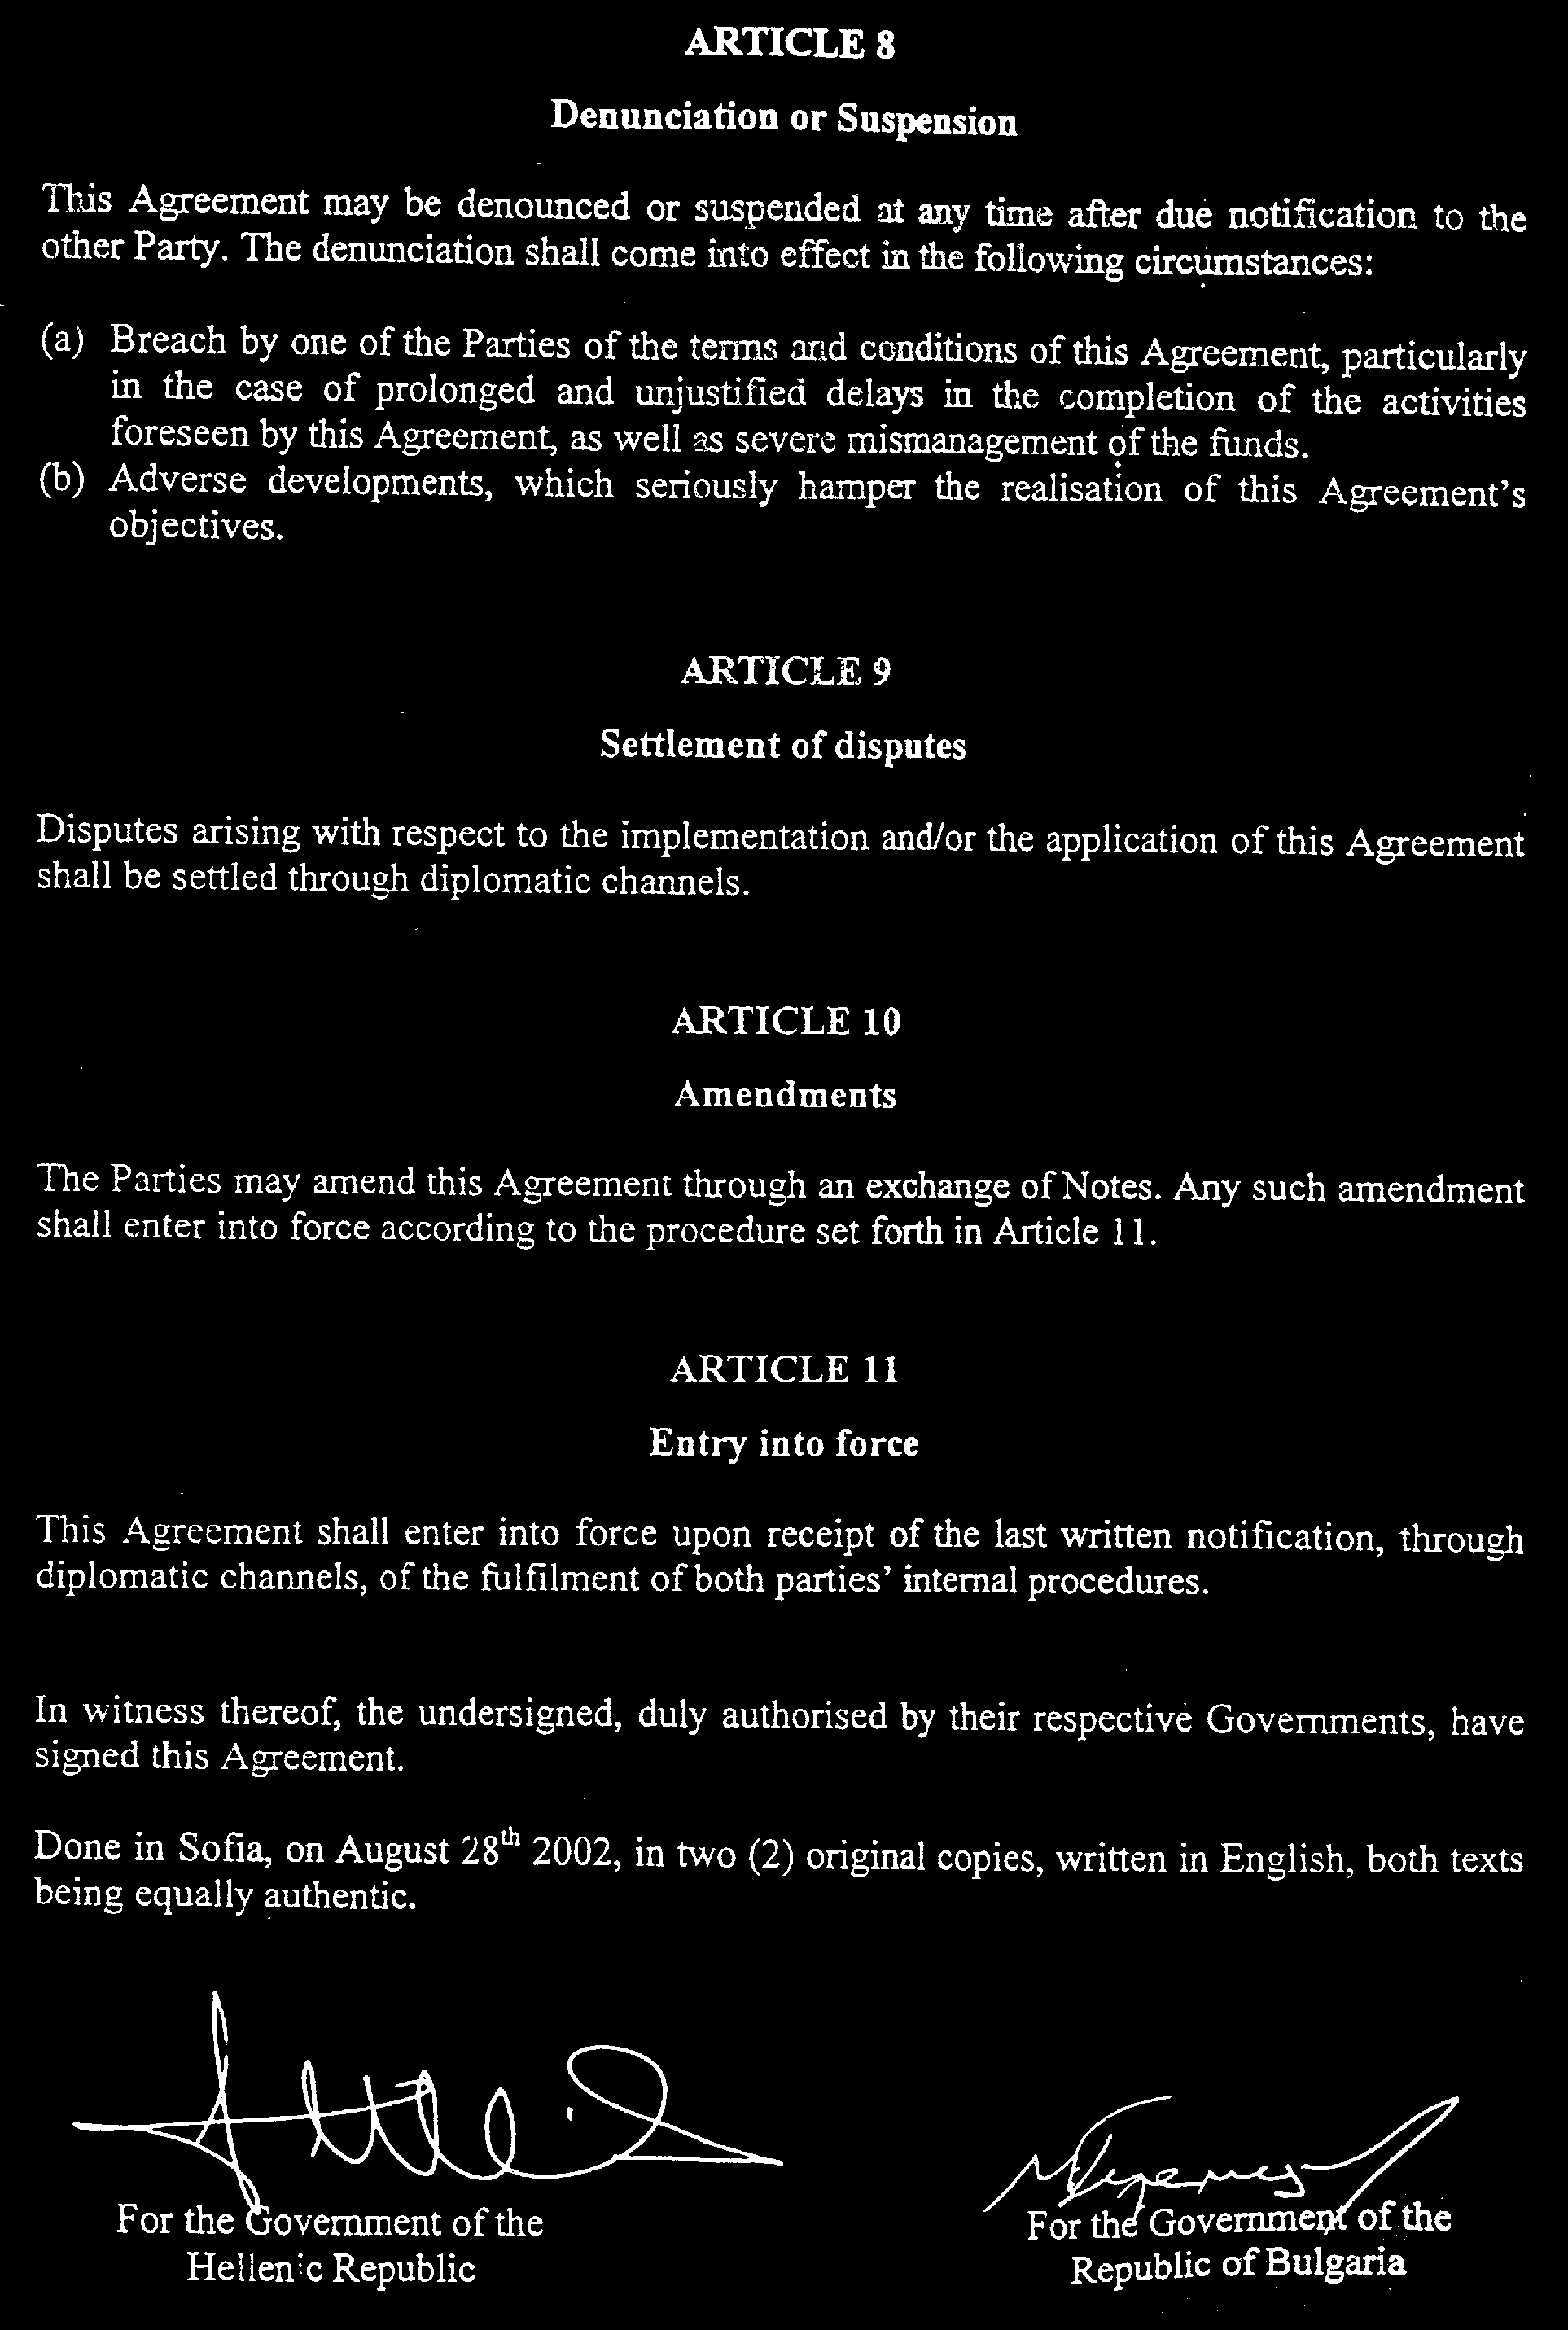 ARTICLE 8
Denunciation or Suspension
This Agreement may be denounced or suspended at any time after due notification to the
other Party. The denunciation shall come into effect in the following circumstances:
(a) Breach by one of the Parties of the terms and conditions of this Agreement, particularly
in the case of prolonged and unjustified delays in the completion of the activities
foreseen by this Agreement, as well as severe mismanagement of the funds.
(b) Adverse developments, which seriously hamper the realisation of this Agreement's
objectives.
ARTICLE 9
Settlement of disputes
Disputes arising with respect to the implementation and/or the application of this Agreement
shall be settled through diplomatic channels.
ARTICLE 10
Amendments
The Parties may amend this Agreement through an exchange of Notes. Any such amendment
shall enter into force according to the procedure set forth in Article 11.
ARTICLE 11
Entry into force
This Agreement shall enter into force upon receipt of the last written notification, through
diplomatic channels, of the fulfilment of both parties' internal procedures.
In witness thereof, the undersigned, duly authorised by their respective Governments, have
signed this Agreement.
Done in Sofia, on August 28th 2002, in two (2) original copies, written in English, both texts
being equally authentic.
For the Government of the
Hellenic Republic
For the Government of the
Republic of Bulgaria